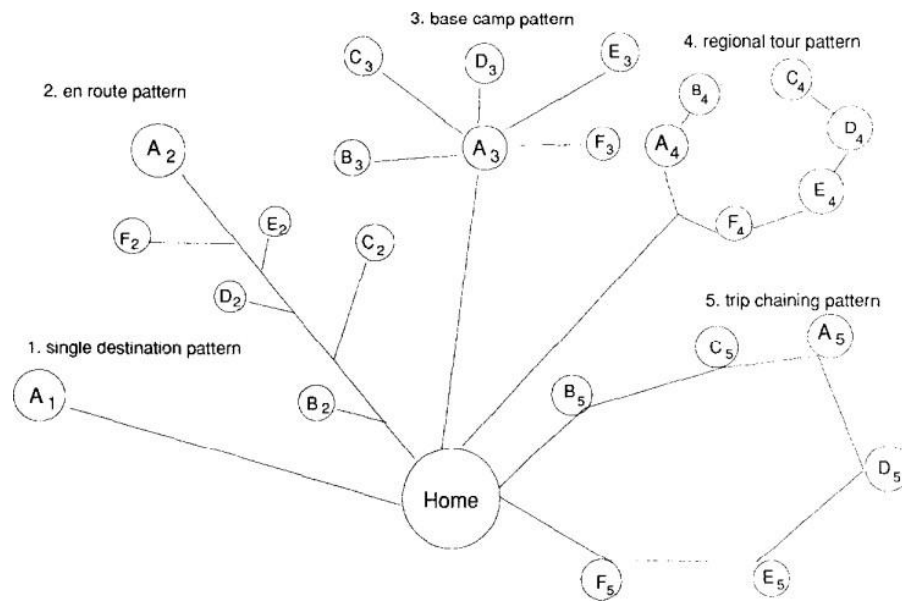 3. base camp pattern
C3
D3
E3
4. regional tour pattern
C4
B4
2. en route pattern
A2
B3
A3
F3
A4
D4
E4
F2
E2
C2
F4
D2
5. trip chaining pattern
1. single destination pattern
A5
C5
A1
B2
B5
D5
Home
F5
E5